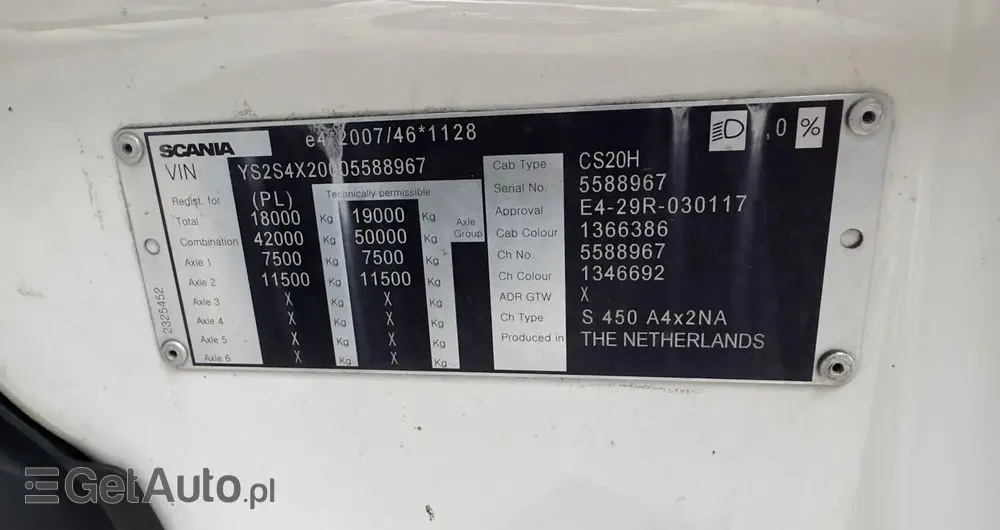 SCANIA e4*2007/46*1128
VIN YS2S4X20005588967
Regist. for (PL) Technically permissible
Total 18000 Kg 19000 Kg Axle Group
Combination 42000 Kg 50000 Kg
Axle 1 7500 Kg 7500 Kg
Axle 2 11500 Kg 11500 Kg
Axle 3 X Kg X Kg
Axle 4 X Kg X Kg
Axle 5 X Kg X Kg
Axle 6 X Kg X Kg
2325452
,0 %
Cab Type CS20H
Serial No. 5588967
Approval E4-29R-030117
Cab Colour 1366386
Ch No. 5588967
Ch Colour 1346692
ADR GTW X
Ch Type S 450 A4x2NA
Produced in THE NETHERLANDS
GetAuto.pl